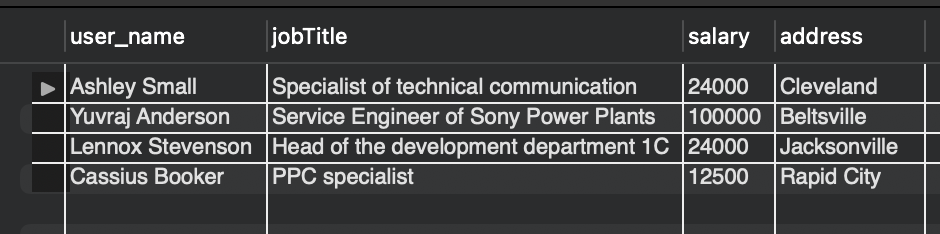 user_name jobTitle salary address
Ashley Small Specialist of technical communication 24000 Cleveland
Yuvraj Anderson Service Engineer of Sony Power Plants 100000 Beltsville
Lennox Stevenson Head of the development department 1C 24000 Jacksonville
Cassius Booker PPC specialist 12500 Rapid City